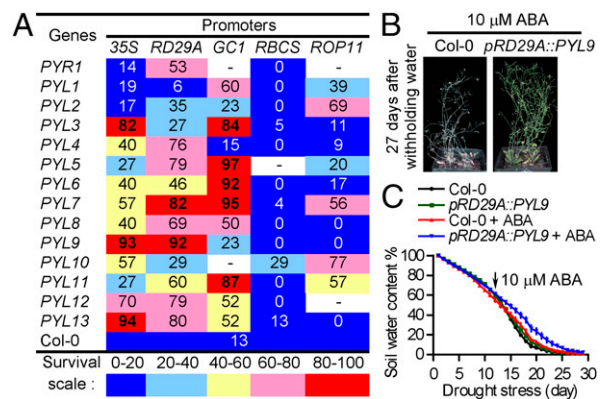 A
Genes Promoters
35S RD29A GC1 RBCS ROP11
PYR1 14 53 - 0 -
PYL1 19 6 60 0 39
PYL2 17 35 23 0 69
PYL3 82 27 84 5 11
PYL4 40 76 15 0 9
PYL5 27 79 97 - 20
PYL6 40 46 92 0 17
PYL7 57 82 95 4 56
PYL8 40 69 50 0 0
PYL9 93 92 23 0 0
PYL10 57 29 - 29 77
PYL11 27 60 87 0 57
PYL12 70 79 52 0 -
PYL13 94 80 52 13 0
Col-0 13
Survival 0-20 20-40 40-60 60-80 80-100
scale :
B
10 µM ABA
Col-0 pRD29A::PYL9
27 days after
withholding water
C
Col-0
pRD29A::PYL9
Col-0 + ABA
pRD29A::PYL9 + ABA
10 µM ABA
Soil water content %
100
80
60
40
20
0
0 5 10 15 20 25 30
Drought stress (day)